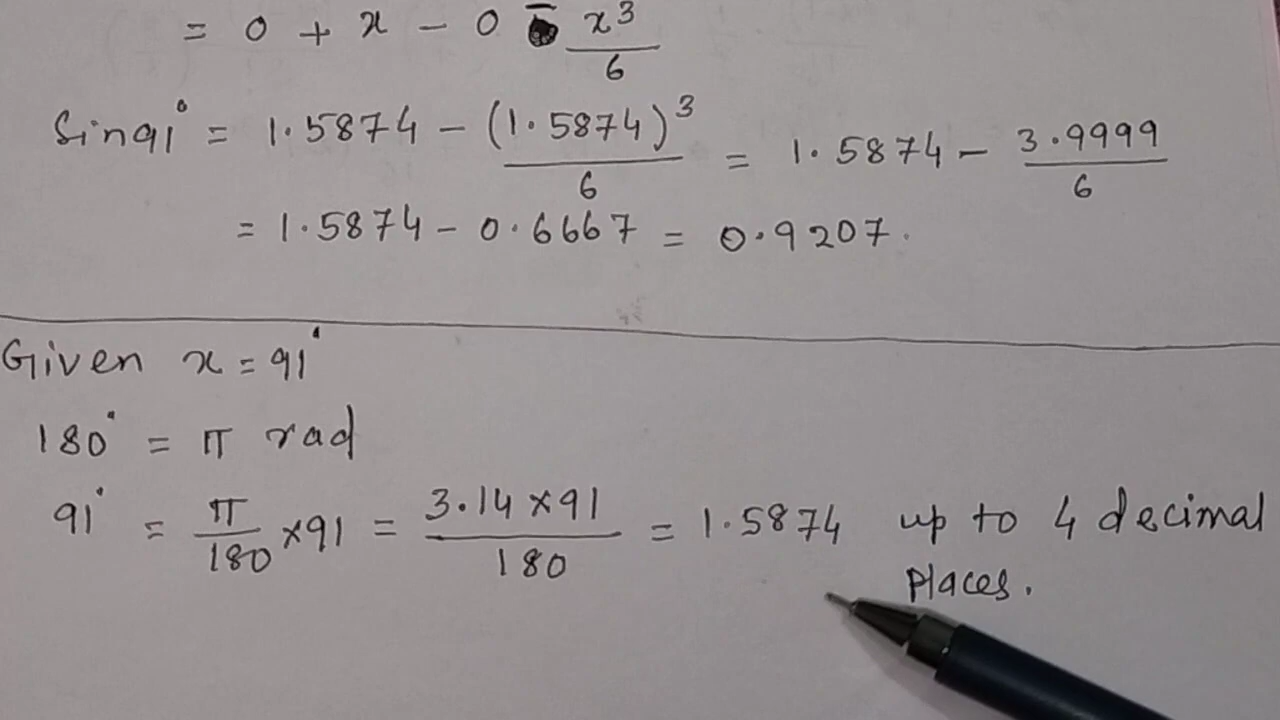 = 0 + x - 0 - x³/6
Sin91° = 1.5874 - (1.5874)³/6 = 1.5874 - 3.9999/6
= 1.5874 - 0.6667 = 0.9207.
Given x = 91°
180° = π rad
91° = π/180 × 91 = 3.14 × 91/180 = 1.5874 up to 4 decimal
places.